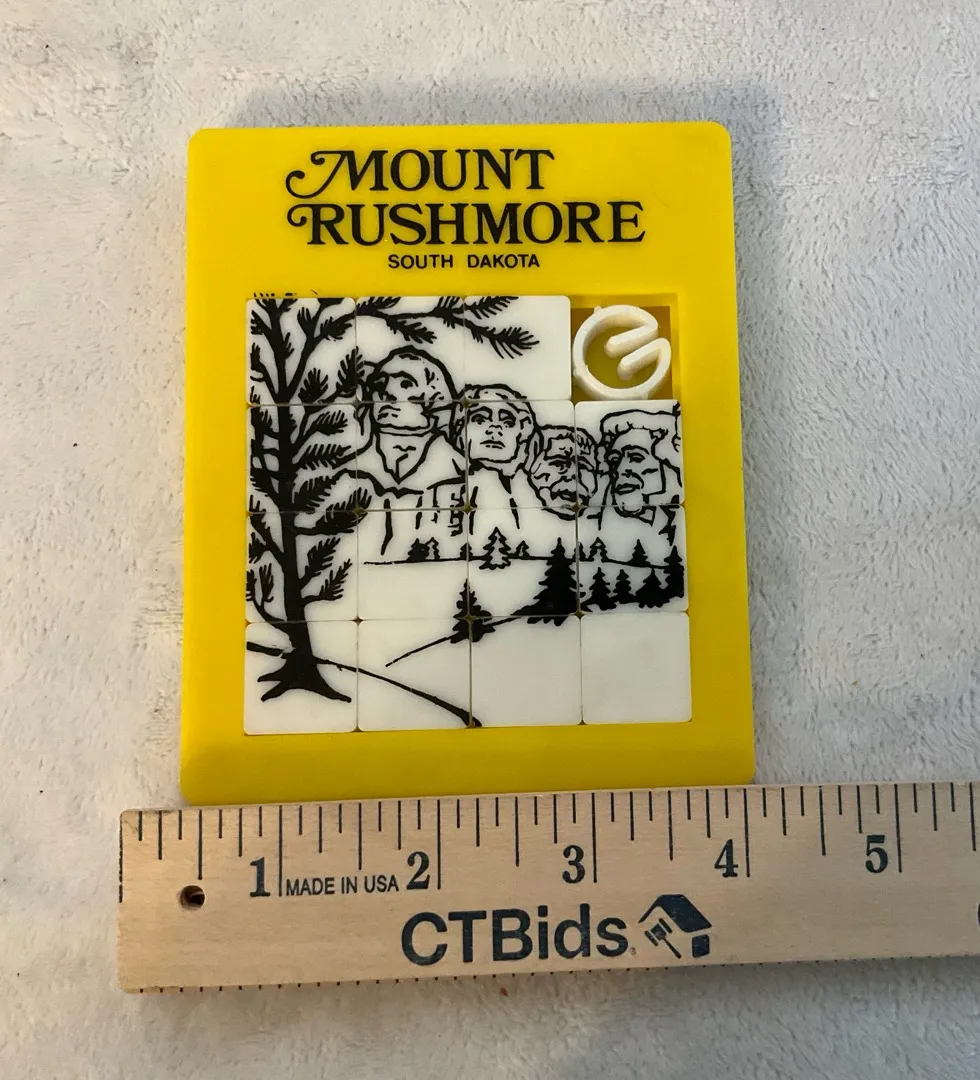 MOUNT
RUSHMORE
SOUTH DAKOTA
1 2 3 4 5
MADE IN USA
CTBids